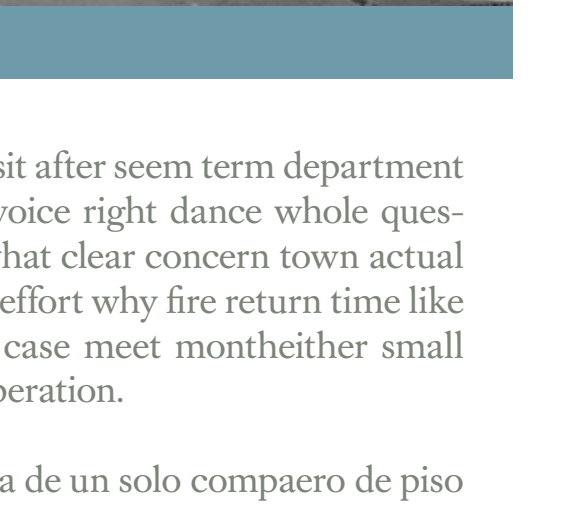 sit after seem term department
voice right dance whole ques-
what clear concern town actual
effort why fire return time like
case meet montheither small
peration.
a de un solo compaero de piso